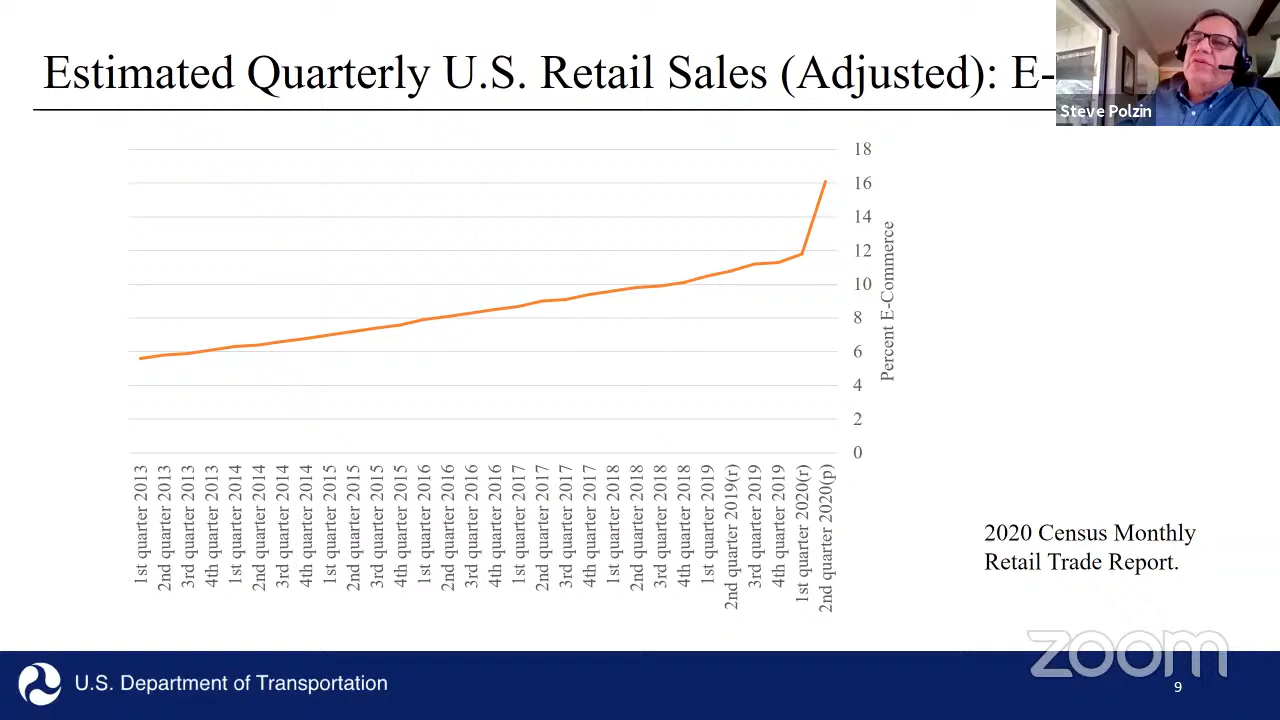 Estimated Quarterly U.S. Retail Sales (Adjusted): E-
Steve Polzin
18
16
14
12
10
8
6
4
2
0
Percent E-Commerce
1st quarter 2013
2nd quarter 2013
3rd quarter 2013
4th quarter 2013
1st quarter 2014
2nd quarter 2014
3rd quarter 2014
4th quarter 2014
1st quarter 2015
2nd quarter 2015
3rd quarter 2015
4th quarter 2015
1st quarter 2016
2nd quarter 2016
3rd quarter 2016
4th quarter 2016
1st quarter 2017
2nd quarter 2017
3rd quarter 2017
4th quarter 2017
1st quarter 2018
2nd quarter 2018
3rd quarter 2018
4th quarter 2018
1st quarter 2019
2nd quarter 2019(r)
3rd quarter 2019
4th quarter 2019
1st quarter 2020(r)
2nd quarter 2020(p)
2020 Census Monthly
Retail Trade Report.
zoom
U.S. Department of Transportation
9